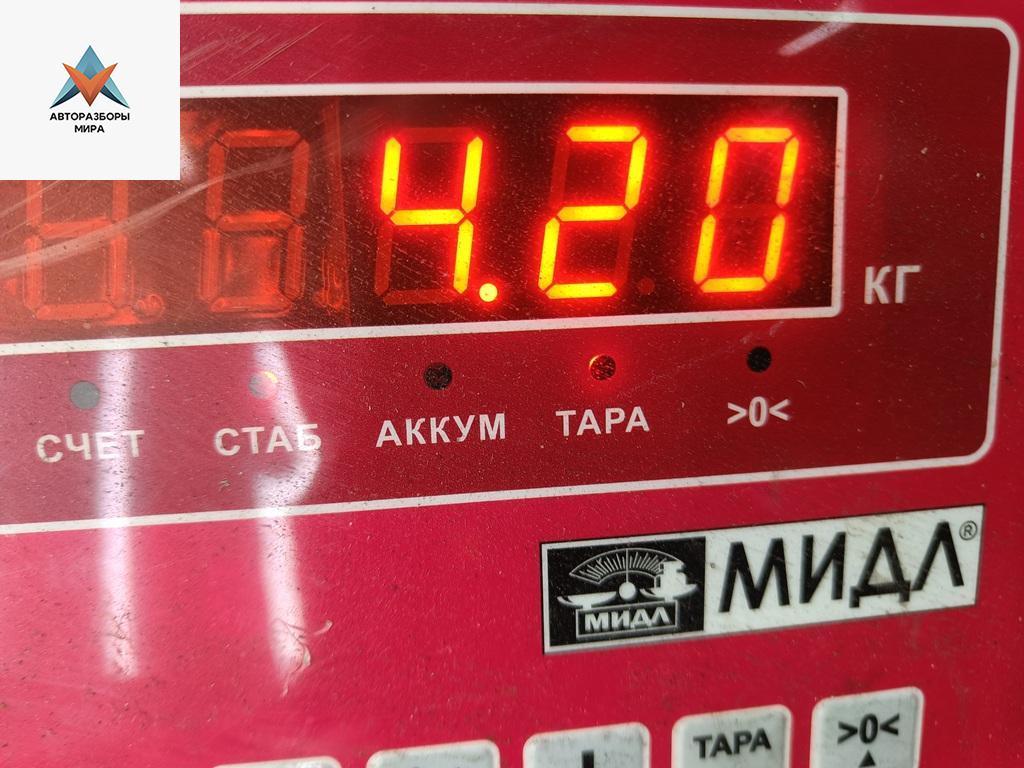 АВТОРАЗБОРЫ
МИРА
4.20
КГ
СЧЕТ СТАБ АККУМ ТАРА >0<
МИДЛ®
МИДЛ
ТАРА >0<